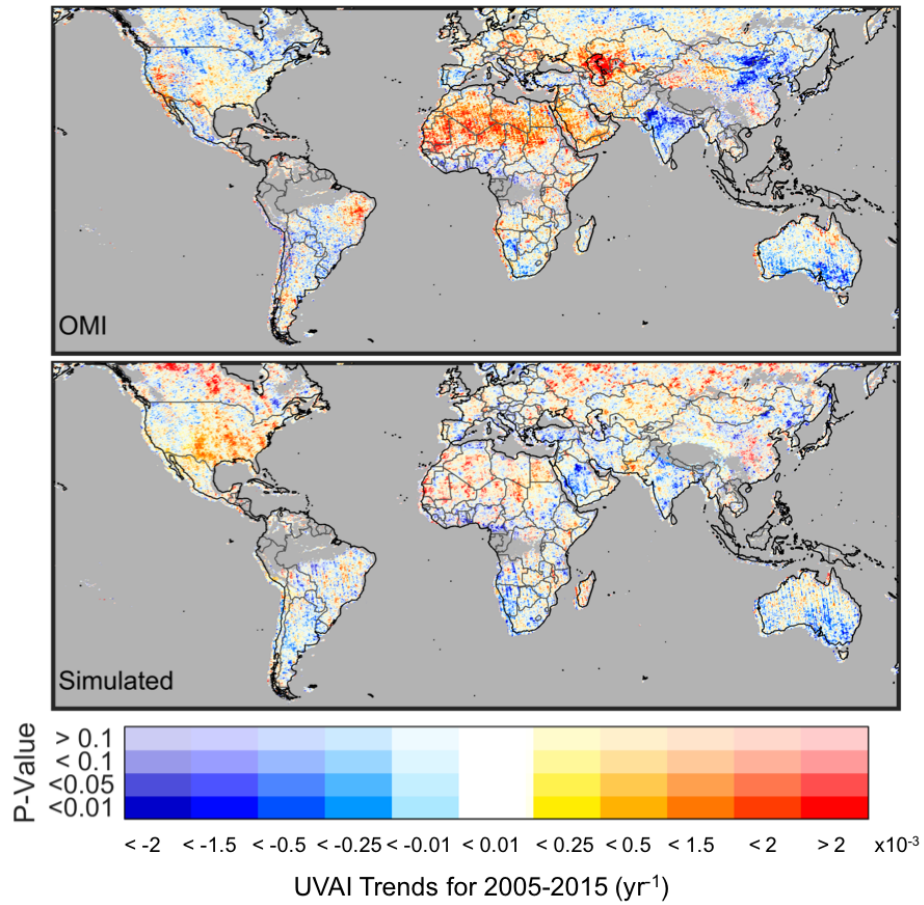 OMI
Simulated
P-Value
> 0.1
< 0.1
<0.05
<0.01
< -2 < -1.5 < -0.5 < -0.25 < -0.01 < 0.01 < 0.25 < 0.5 < 1.5 < 2 > 2 x10⁻³
UVAI Trends for 2005-2015 (yr⁻¹)